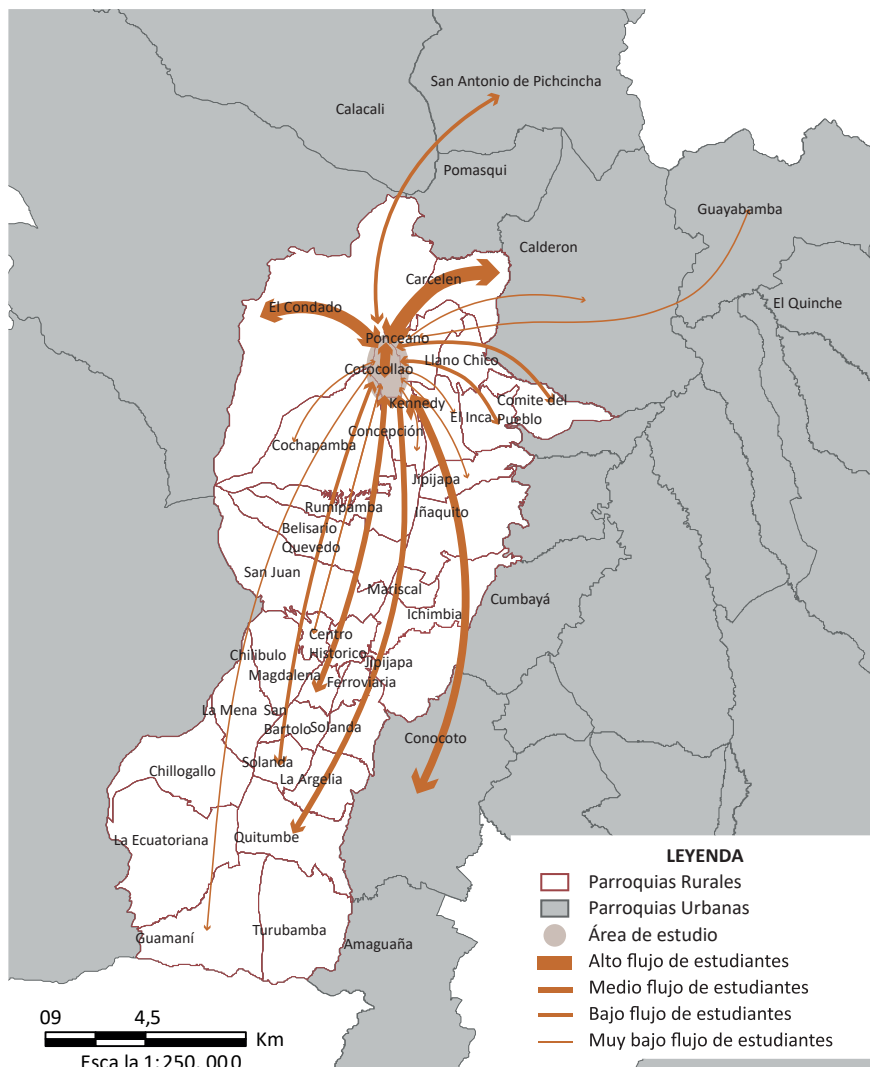 San Antonio de Pichcincha
Calacali
Pomasqui
Guayabamba
Calderon
Carcelen
El Condado
El Quinche
Ponceano
Llano Chico
Cotocollao
Kennedy
Comite del
Pueblo
El Inca
Concepción
Cochapamba
Jipijapa
Rumipamba
Iñaquito
Belisario
Quevedo
San Juan
Mariscal
Cumbayá
Ichimbia
Centro
Historico
Chilibulo
Jipijapa
Magdalena
Ferroviaria
La Mena
San
Bartolo
Solanda
Conocoto
Solanda
Chillogallo
La Argelia
La Ecuatoriana
Quitumbe
Guamaní
Turubamba
Amaguaña
LEYENDA
Parroquias Rurales
Parroquias Urbanas
Área de estudio
Alto flujo de estudiantes
Medio flujo de estudiantes
Bajo flujo de estudiantes
Muy bajo flujo de estudiantes
09 4,5
Km
Esca la 1:250. 000